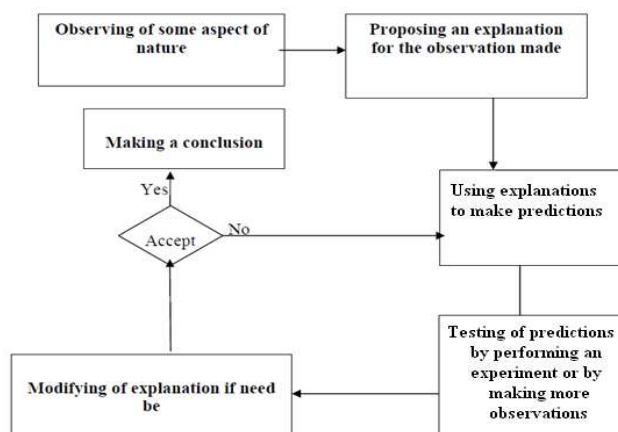 Observing of some aspect of
nature
Proposing an explanation
for the observation made
Making a conclusion
Yes
Using explanations
to make predictions
Accept
No
Testing of predictions
by performing an
experiment or by
making more
observations
Modifying of explanation if need
be